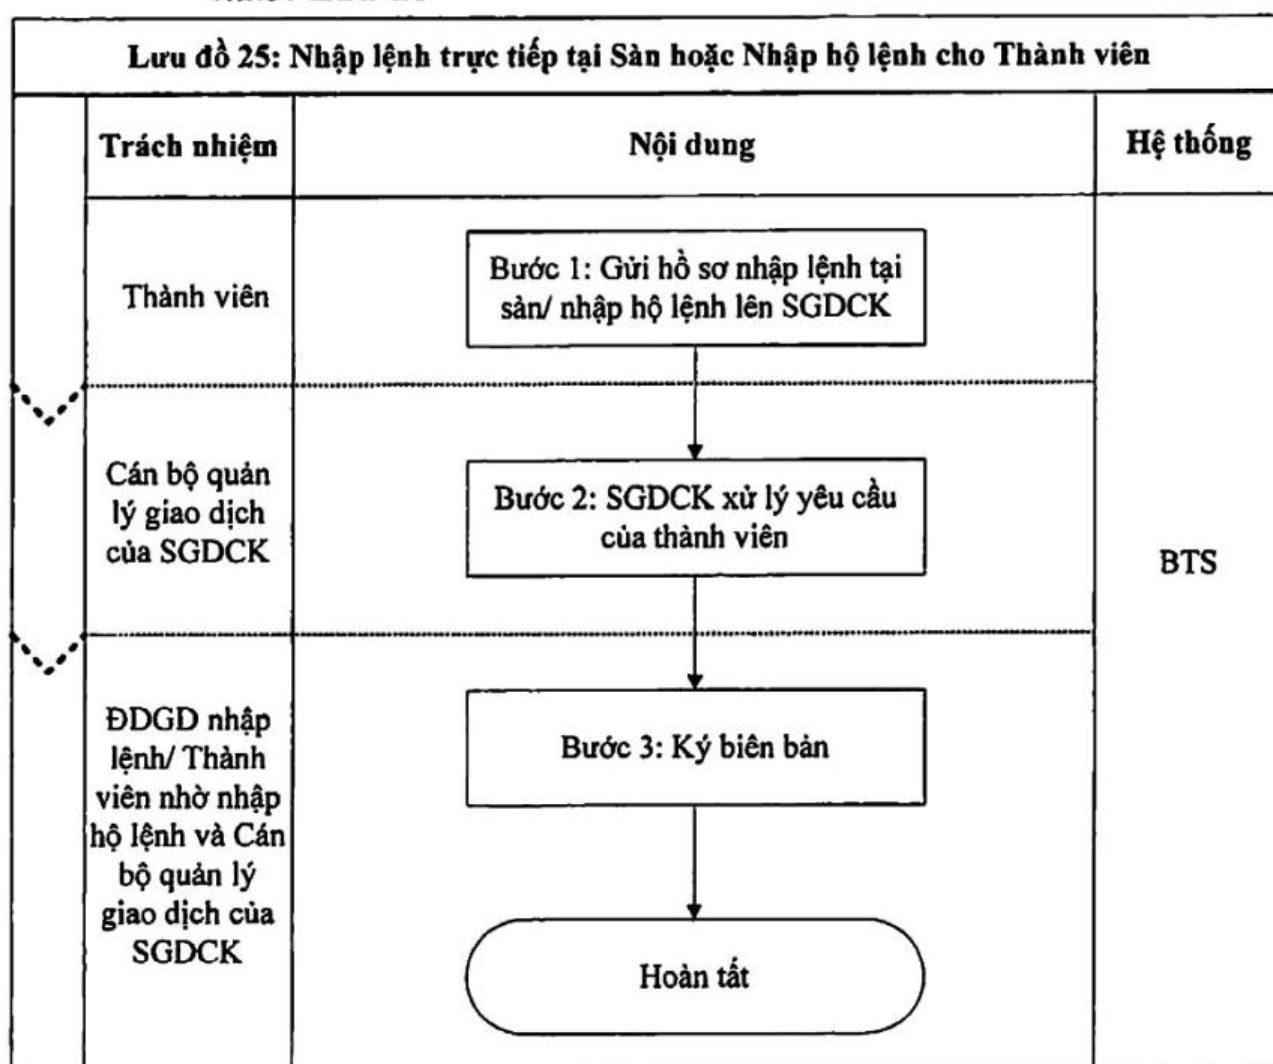 Lưu đồ 25: Nhập lệnh trực tiếp tại Sàn hoặc Nhập hộ lệnh cho Thành viên
Trách nhiệm
Nội dung
Hệ thống
Thành viên
Bước 1: Gửi hồ sơ nhập lệnh tại
sàn/ nhập hộ lệnh lên SGDCK
Cán bộ quản
lý giao dịch
của SGDCK
Bước 2: SGDCK xử lý yêu cầu
của thành viên
BTS
ĐDGD nhập
lệnh/ Thành
viên nhờ nhập
hộ lệnh và Cán
bộ quản lý
giao dịch của
SGDCK
Bước 3: Ký biên bản
Hoàn tất